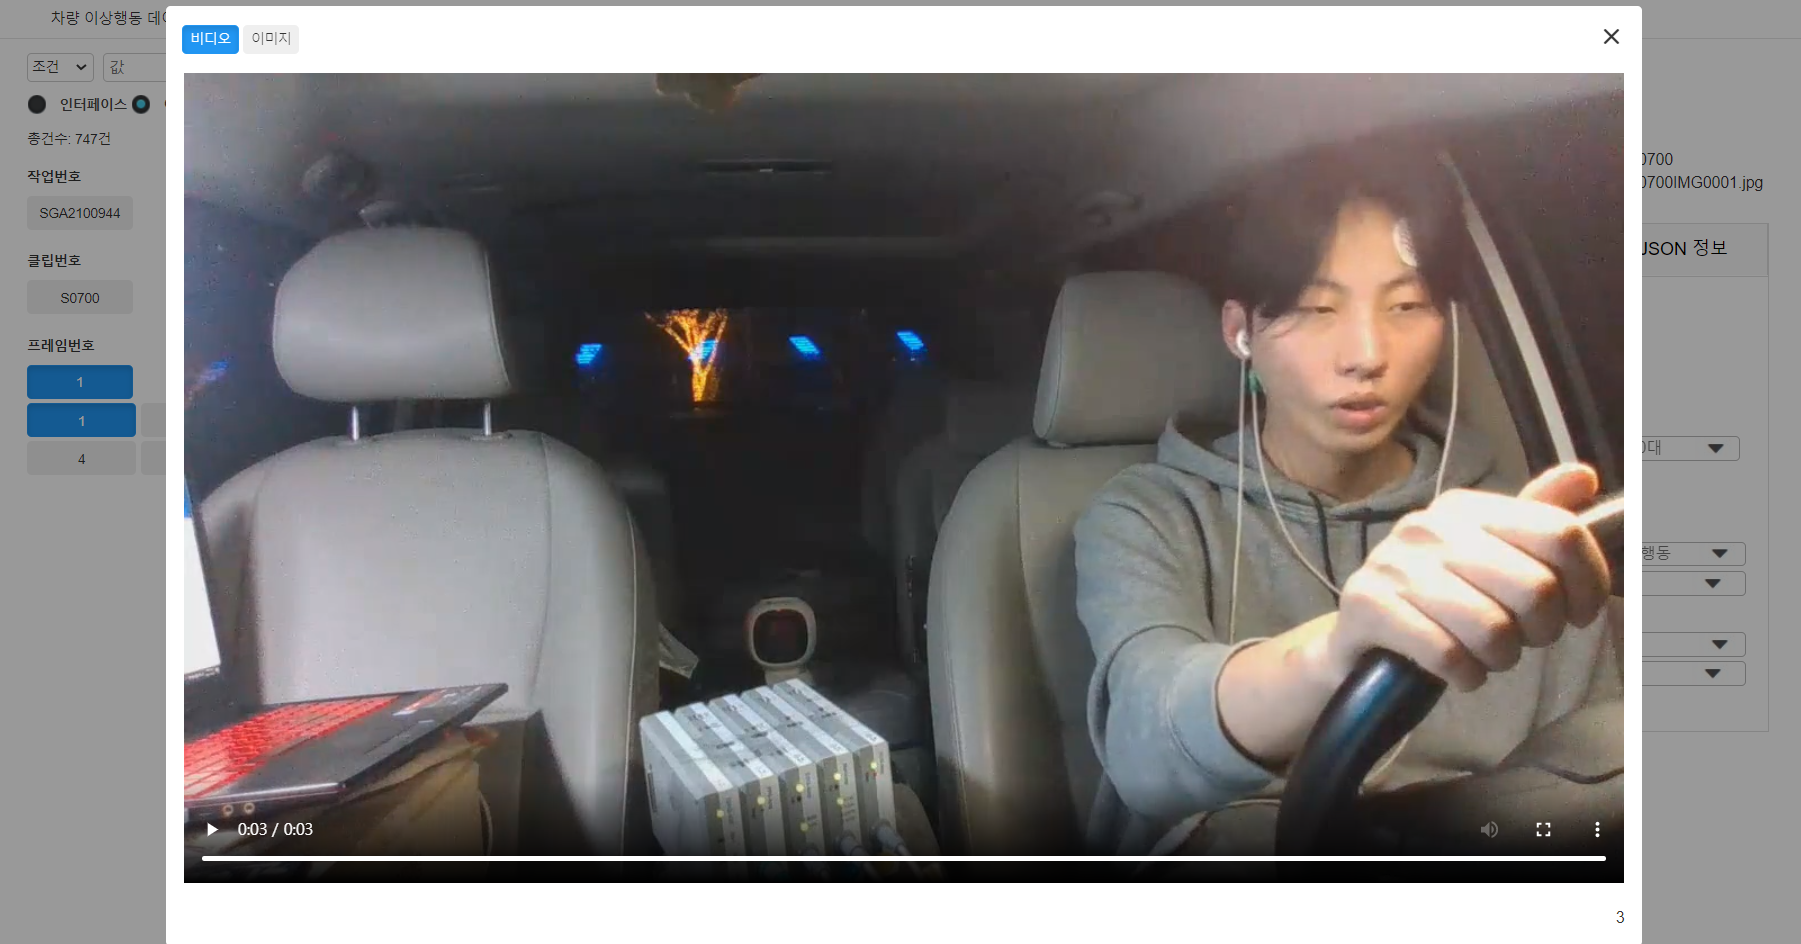 차량 이상행동 데이
비디오 이미지
조건 값
인터페이스
총건수: 747건
작업번호
SGA2100944
클립번호
S0700
프레임번호
1
1
4
0:03 / 0:03
3
0700
0700IMG0001.jpg
JSON 정보
0대
행동